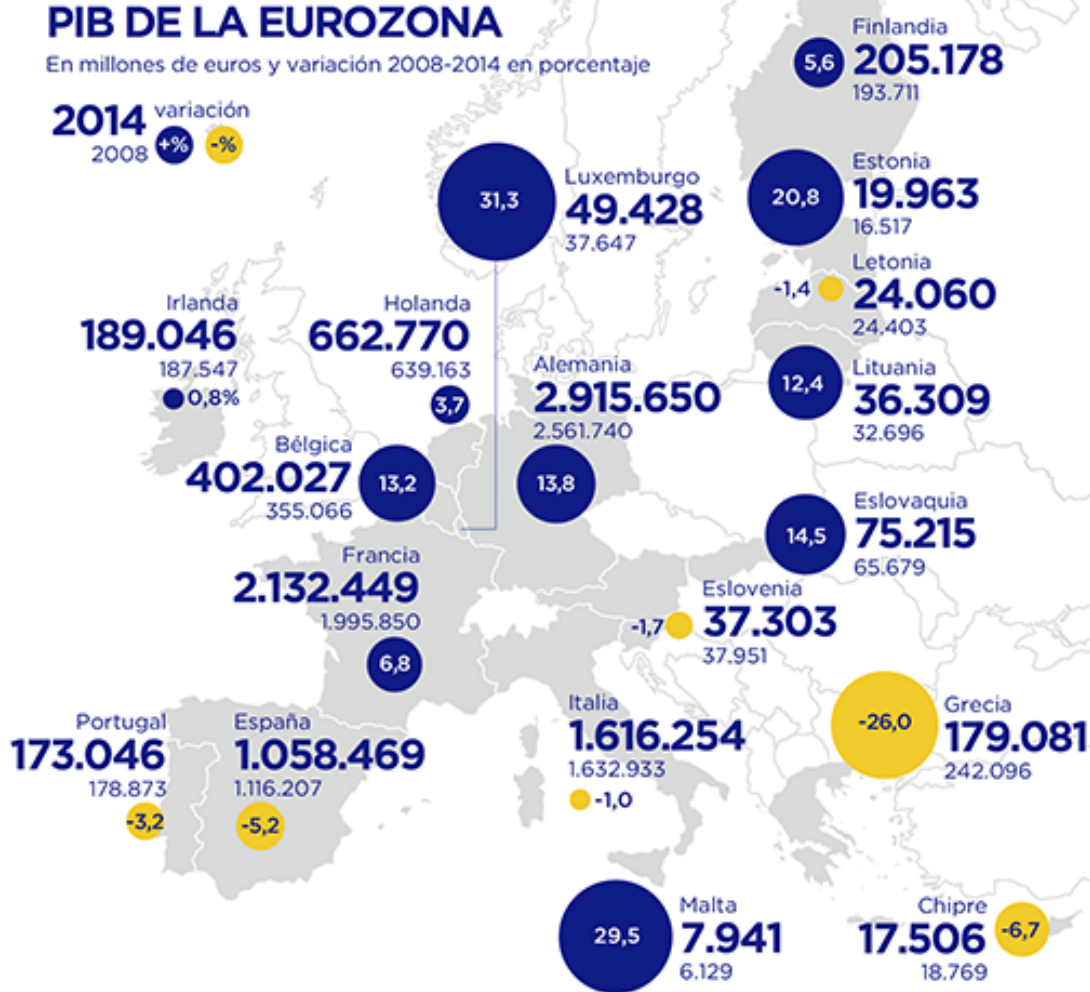 PIB DE LA EUROZONA
En millones de euros y variación 2008-2014 en porcentaje
2014 variación
2008 +% -%
Finlandia
5,6 205.178
193.711
Luxemburgo
31,3 49.428
37.647
Estonia
20,8 19.963
16.517
Letonia
-1,4 24.060
24.403
Irlanda
189.046
187.547
0,8%
Holanda
662.770
639.163
3,7
Alemania
2.915.650
2.561.740
13,8
Lituania
12,4 36.309
32.696
Bélgica
402.027 13,2
355.066
Eslovaquia
14,5 75.215
65.679
Francia
2.132.449
1.995.850
6,8
Eslovenia
-1,7 37.303
37.951
Portugal
173.046
178.873
-3,2
España
1.058.469
1.116.207
-5,2
Italia
1.616.254
1.632.933
-1,0
Grecia
-26,0 179.081
242.096
Malta
29,5 7.941
6.129
Chipre
17.506 -6,7
18.769